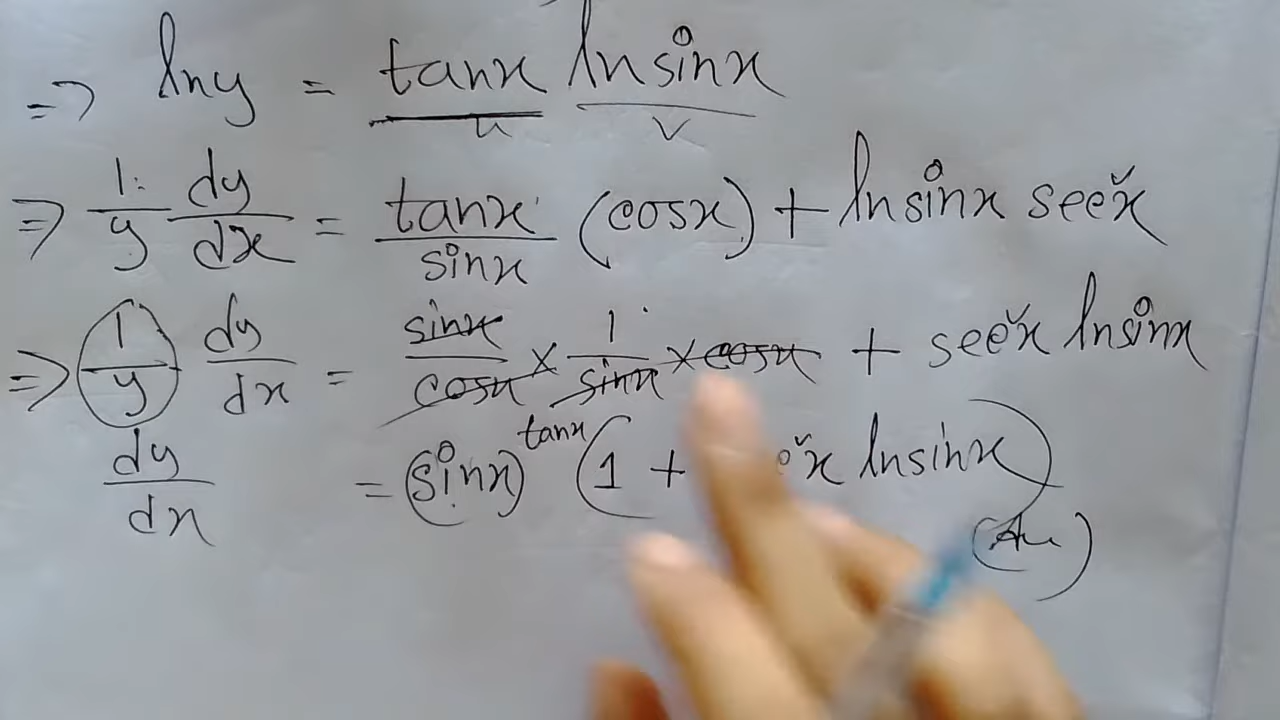 ⇒ lny = tanx lnsinx
u v
⇒ 1/y dy/dx = tanx/sinx (cosx) + lnsinx sec²x
⇒ 1/y dy/dx = sinx/cosx × 1/sinx × cosx + sec²x lnsinx
dy/dx = (sinx)^tanx (1 + x lnsinx)